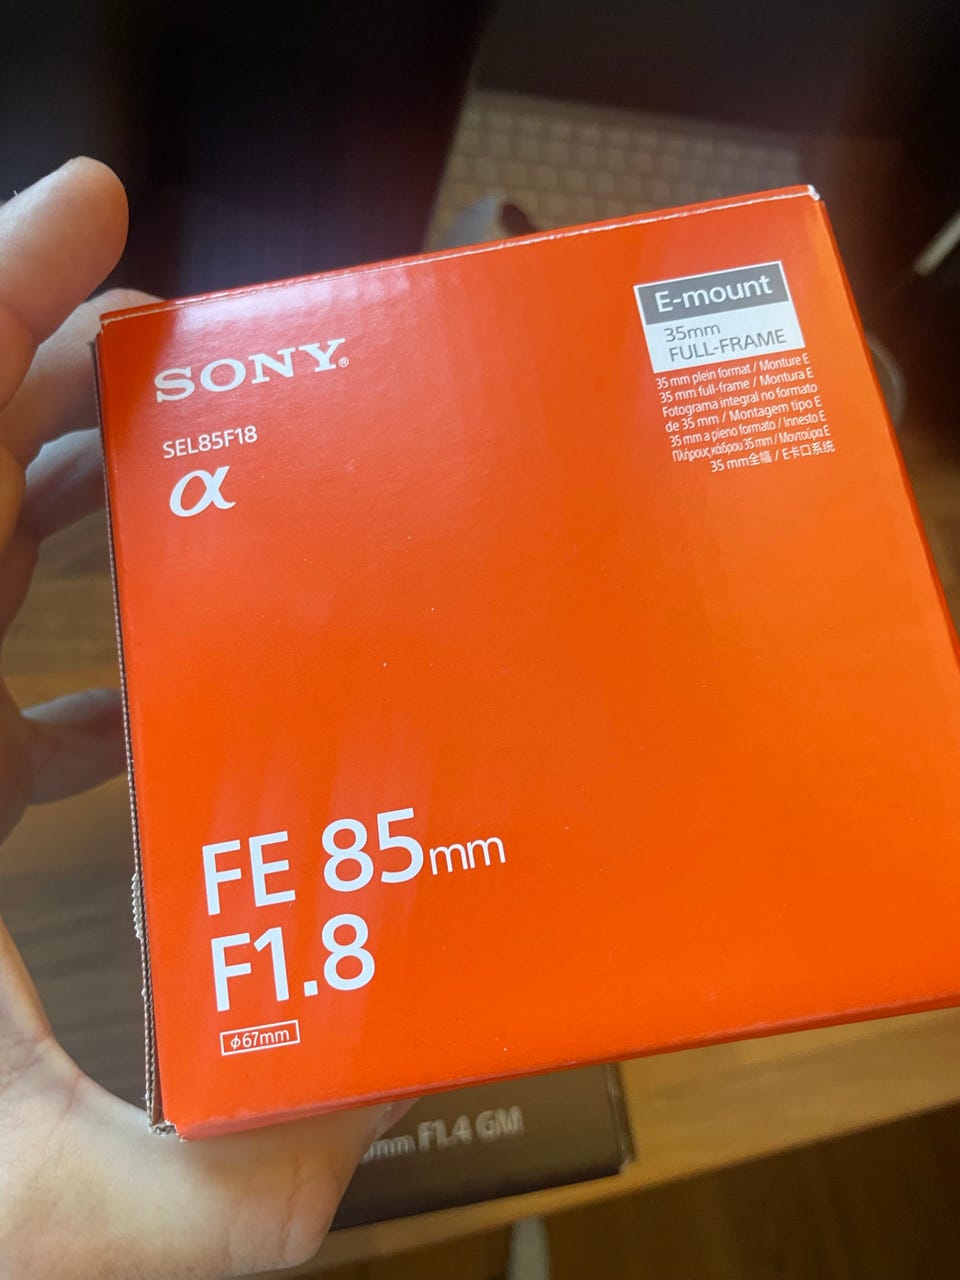 SONY®
SEL85F18
α
E-mount
35mm
FULL-FRAME
35 mm plein format / Monture E
35 mm full-frame / Montura E
Fotograma integral no formato
de 35 mm / Montagem tipo E
35 mm a pieno formato / Innesto E
Πλήρους κάδρου 35 mm / Μοντούρα E
35 mm全幅 / E卡口系统
FE 85mm
F1.8
φ67mm
mm F1.4 GM